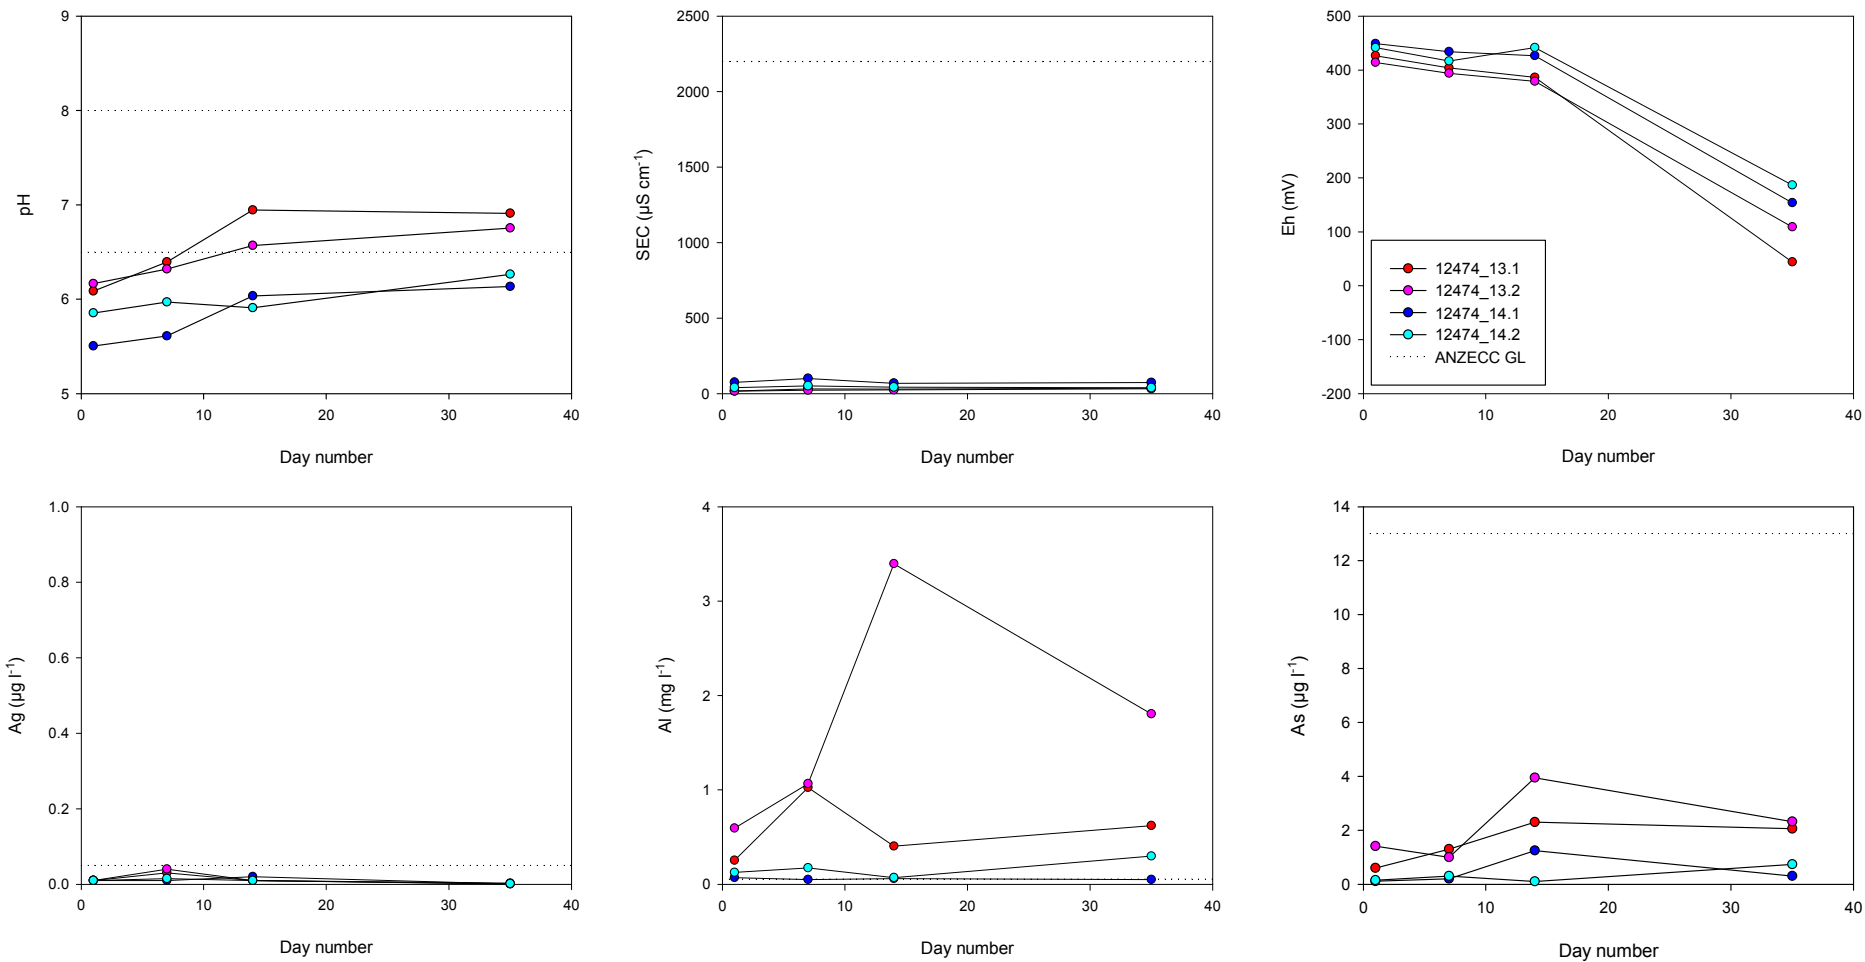 9
8
7
6
5
pH
0 10 20 30 40
Day number
2500
2000
1500
1000
500
0
SEC (µS cm⁻¹)
0 10 20 30 40
Day number
500
400
300
200
100
0
-100
-200
Eh (mV)
12474_13.1
12474_13.2
12474_14.1
12474_14.2
ANZECC GL
0 10 20 30 40
Day number
1.0
0.8
0.6
0.4
0.2
0.0
Ag (µg l⁻¹)
0 10 20 30 40
Day number
4
3
2
1
0
Al (mg l⁻¹)
0 10 20 30 40
Day number
14
12
10
8
6
4
2
0
As (µg l⁻¹)
0 10 20 30 40
Day number